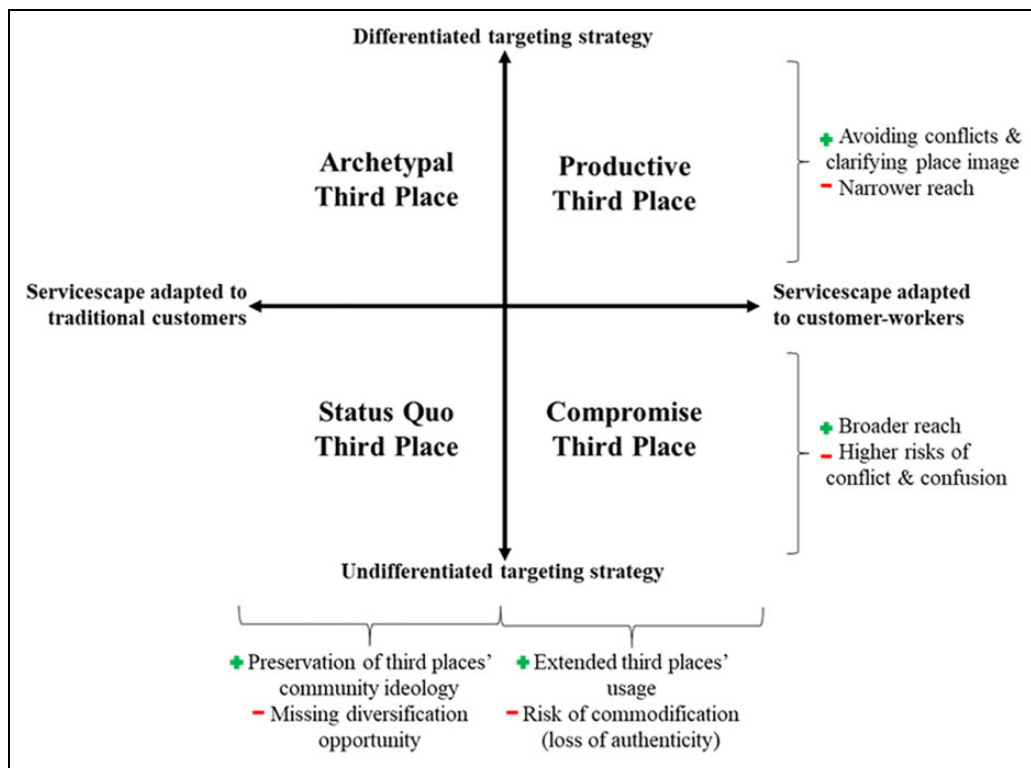 Differentiated targeting strategy
Archetypal
Third Place
Productive
Third Place
+ Avoiding conflicts &
clarifying place image
- Narrower reach
Servicescape adapted to
traditional customers
Servicescape adapted
to customer-workers
Status Quo
Third Place
Compromise
Third Place
+ Broader reach
- Higher risks of
conflict & confusion
Undifferentiated targeting strategy
+ Preservation of third places’
community ideology
- Missing diversification
opportunity
+ Extended third places’
usage
- Risk of commodification
(loss of authenticity)